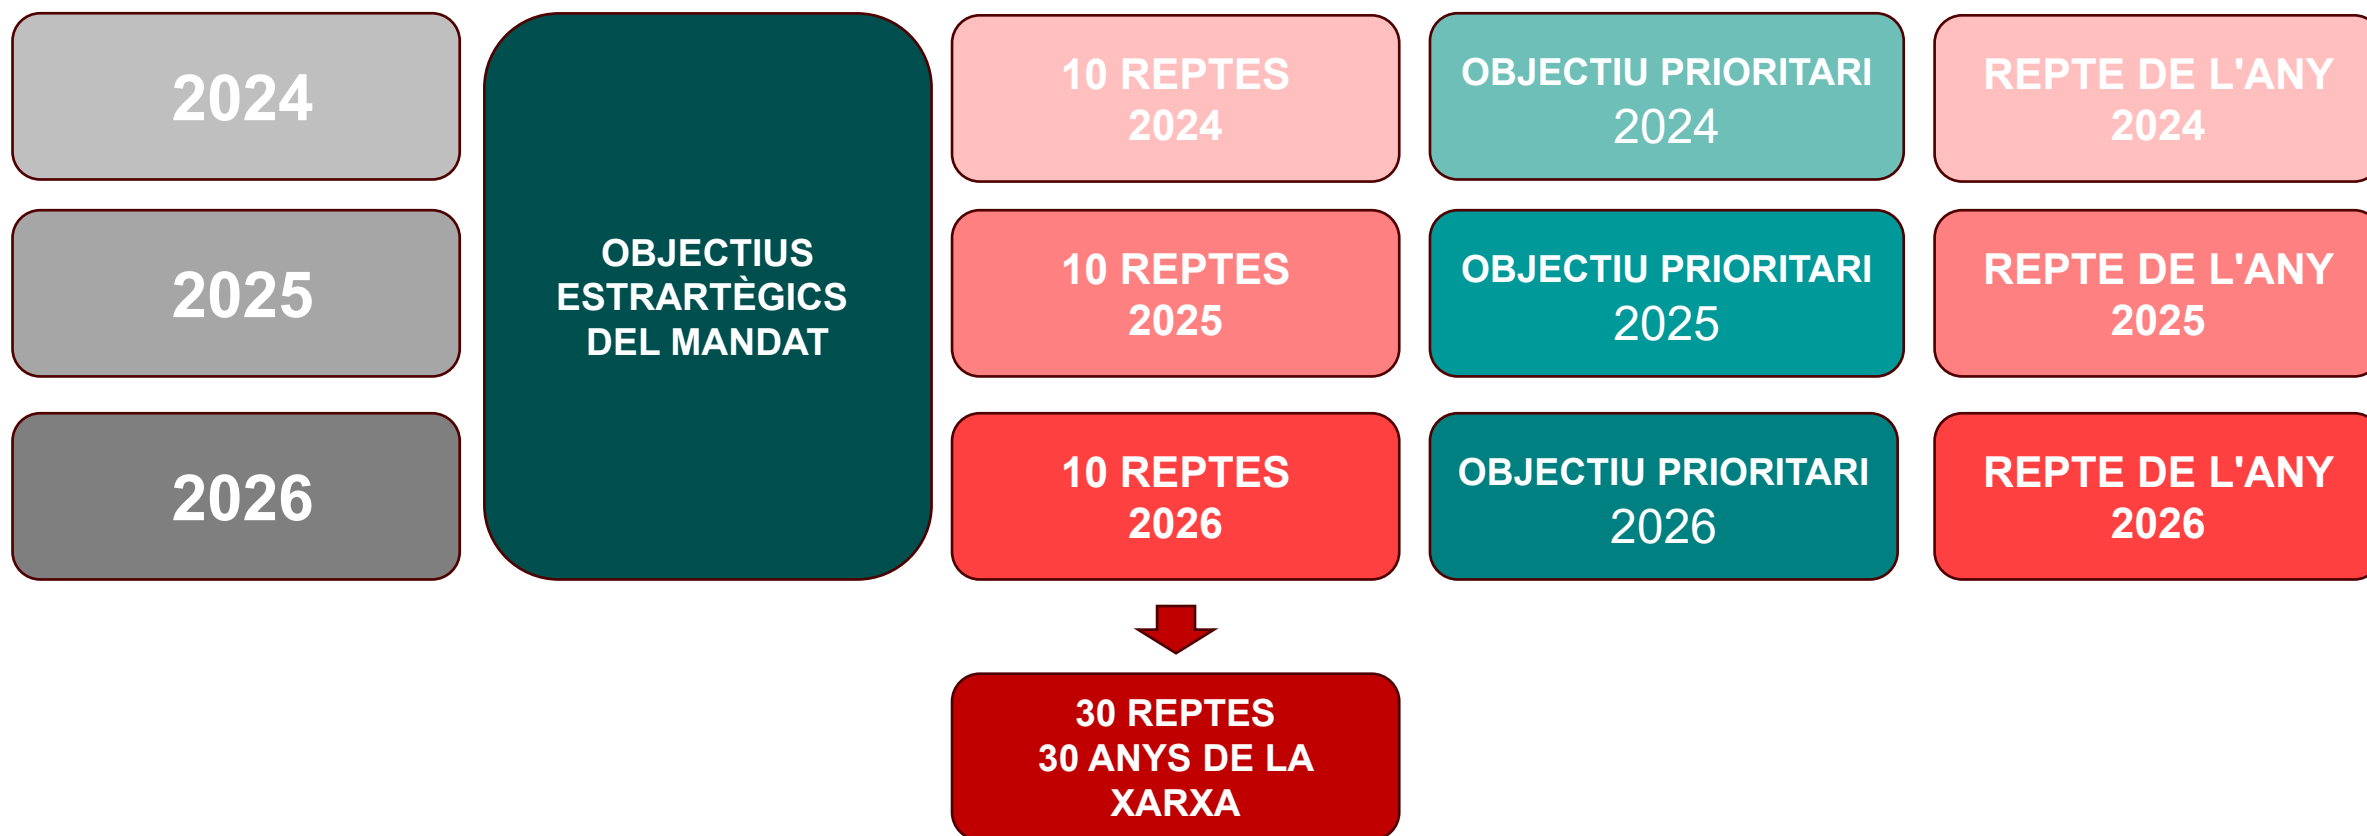 2024
OBJECTIUS
ESTRARTÈGICS
DEL MANDAT
10 REPTES
2024
OBJECTIU PRIORITARI
2024
REPTE DE L'ANY
2024
2025
10 REPTES
2025
OBJECTIU PRIORITARI
2025
REPTE DE L'ANY
2025
2026
10 REPTES
2026
OBJECTIU PRIORITARI
2026
REPTE DE L'ANY
2026
30 REPTES
30 ANYS DE LA
XARXA